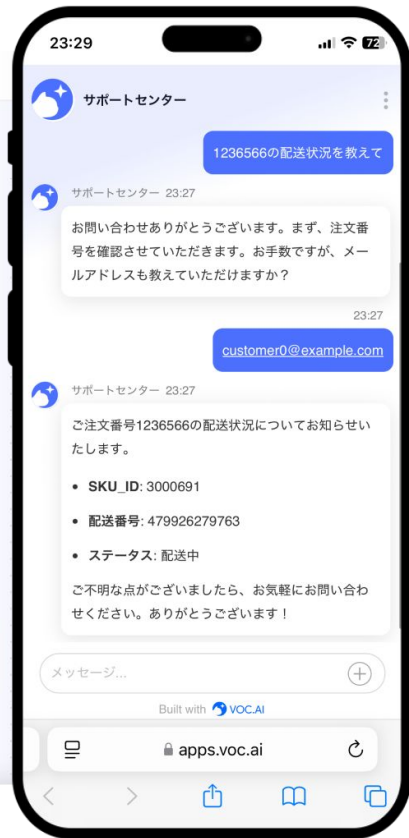 23:29
72
サポートセンター
1236566の配送状況を教えて
サポートセンター 23:27
お問い合わせありがとうございます。まず、注文番
号を確認させていただきます。お手数ですが、メー
ルアドレスも教えていただけますか？
23:27
customer0@example.com
サポートセンター 23:27
ご注文番号1236566の配送状況についてお知らせい
たします。
• SKU_ID: 3000691
• 配送番号: 479926279763
• ステータス: 配送中
ご不明な点がございましたら、お気軽にお問い合わ
せください。ありがとうございます！
メッセージ...
Built with VOC.AI
apps.voc.ai